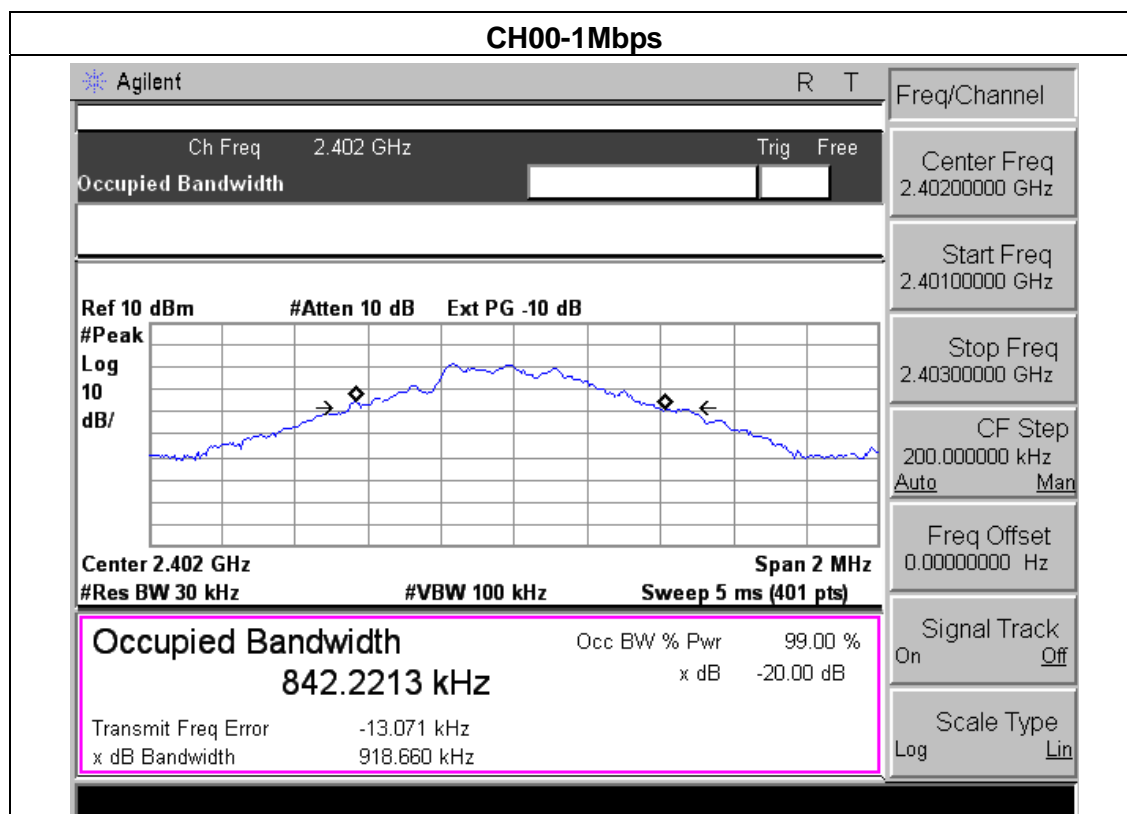 CH00-1Mbps
Agilent R T
Ch Freq 2.402 GHz Trig Free
Occupied Bandwidth
Ref 10 dBm #Atten 10 dB Ext PG -10 dB
#Peak
Log
10
dB/
Center 2.402 GHz Span 2 MHz
#Res BW 30 kHz #VBW 100 kHz Sweep 5 ms (401 pts)
Occupied Bandwidth Occ BW % Pwr 99.00 %
842.2213 kHz x dB -20.00 dB
Transmit Freq Error -13.071 kHz
x dB Bandwidth 918.660 kHz
Freq/Channel
Center Freq
2.40200000 GHz
Start Freq
2.40100000 GHz
Stop Freq
2.40300000 GHz
CF Step
200.000000 kHz
Auto Man
Freq Offset
0.00000000 Hz
Signal Track
On Off
Scale Type
Log Lin